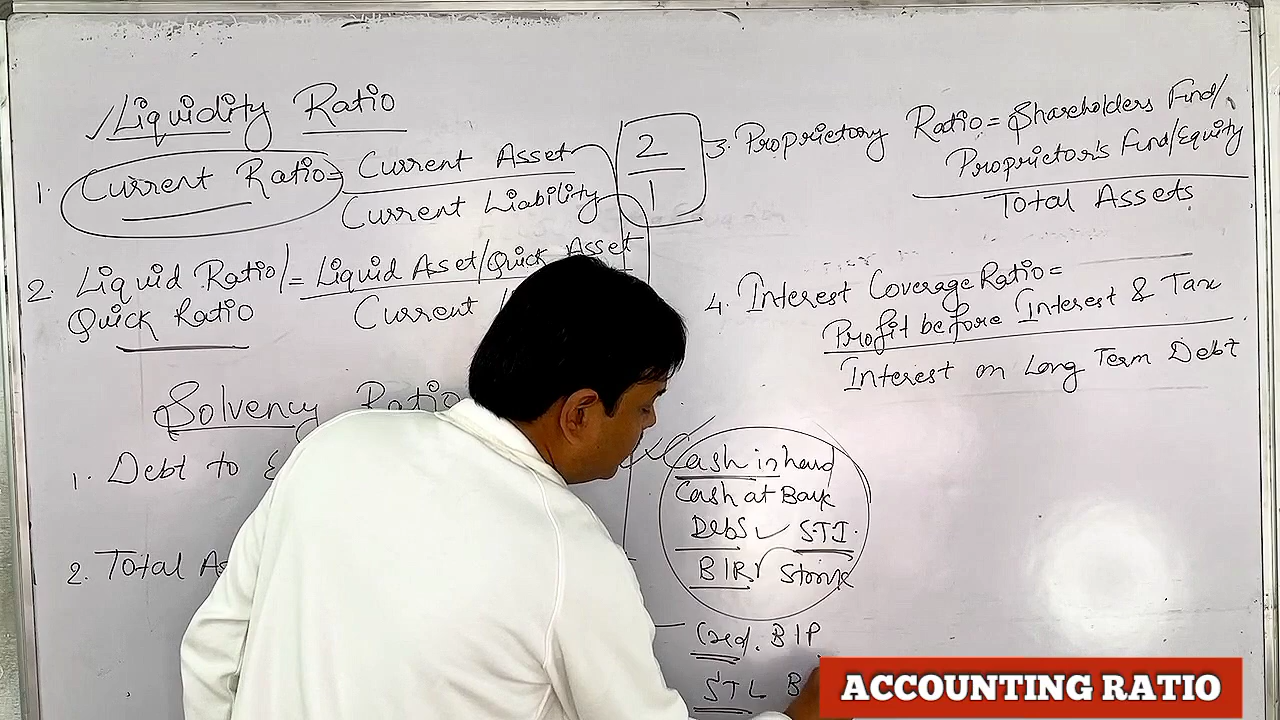 Liquidity Ratio
1. Current Ratio = Current Asset
Current Liability
2
1
2. Liquid Ratio/ = Liquid Asset/Quick Asset
Quick Ratio
Current
Solvency Ratio
1. Debt to
2. Total
3. Proprietory Ratio = Shareholders Fund/
Proprietor's Fund/Equity
Total Assets
4. Interest Coverage Ratio =
Profit before Interest & Tax
Interest on Long Term Debt
Cash in hand
Cash at Bank
Debs STI.
B/R Stock
Cred. B/P
STL B
ACCOUNTING RATIO